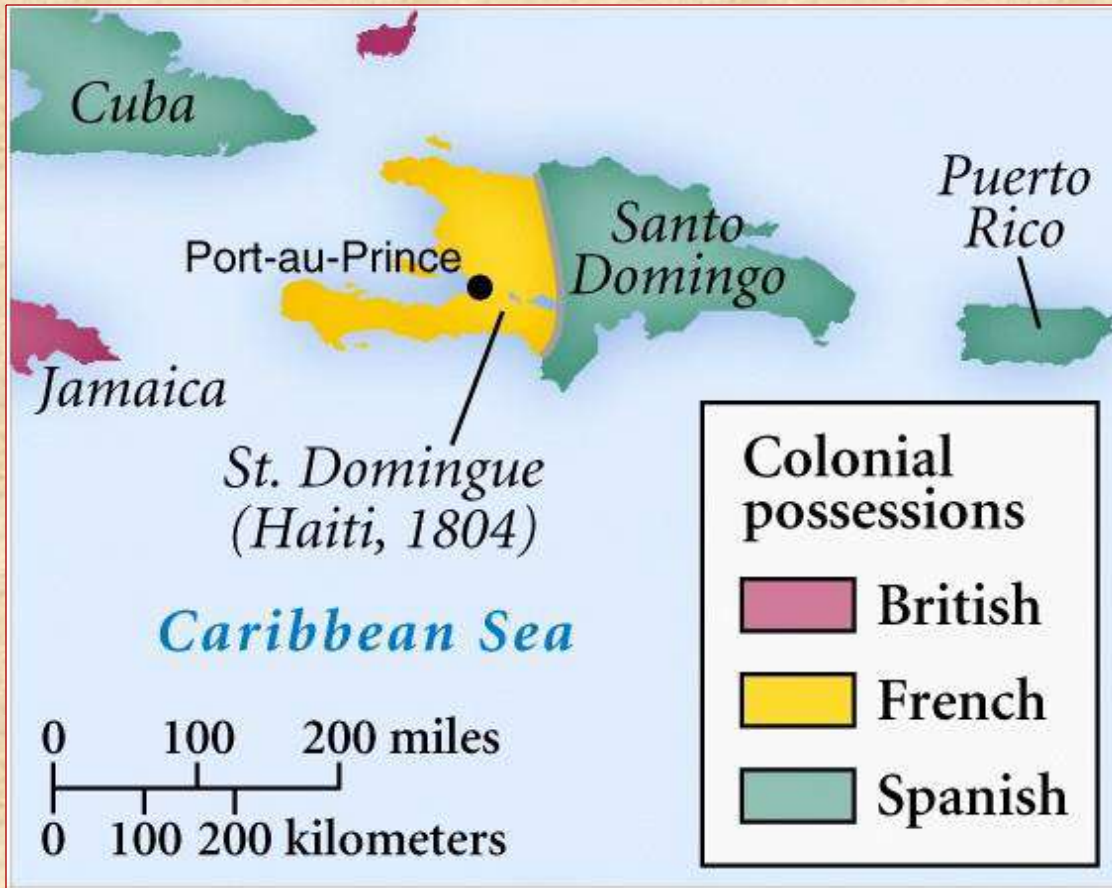 Cuba
Puerto
Rico
Santo
Domingo
Port-au-Prince
Jamaica
St. Domingue
(Haiti, 1804)
Caribbean Sea
0 100 200 miles
0 100 200 kilometers
Colonial
possessions
British
French
Spanish